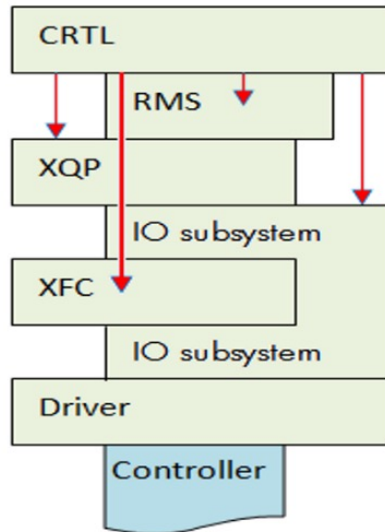 CRTL
RMS
XQP
IO subsystem
XFC
IO subsystem
Driver
Controller